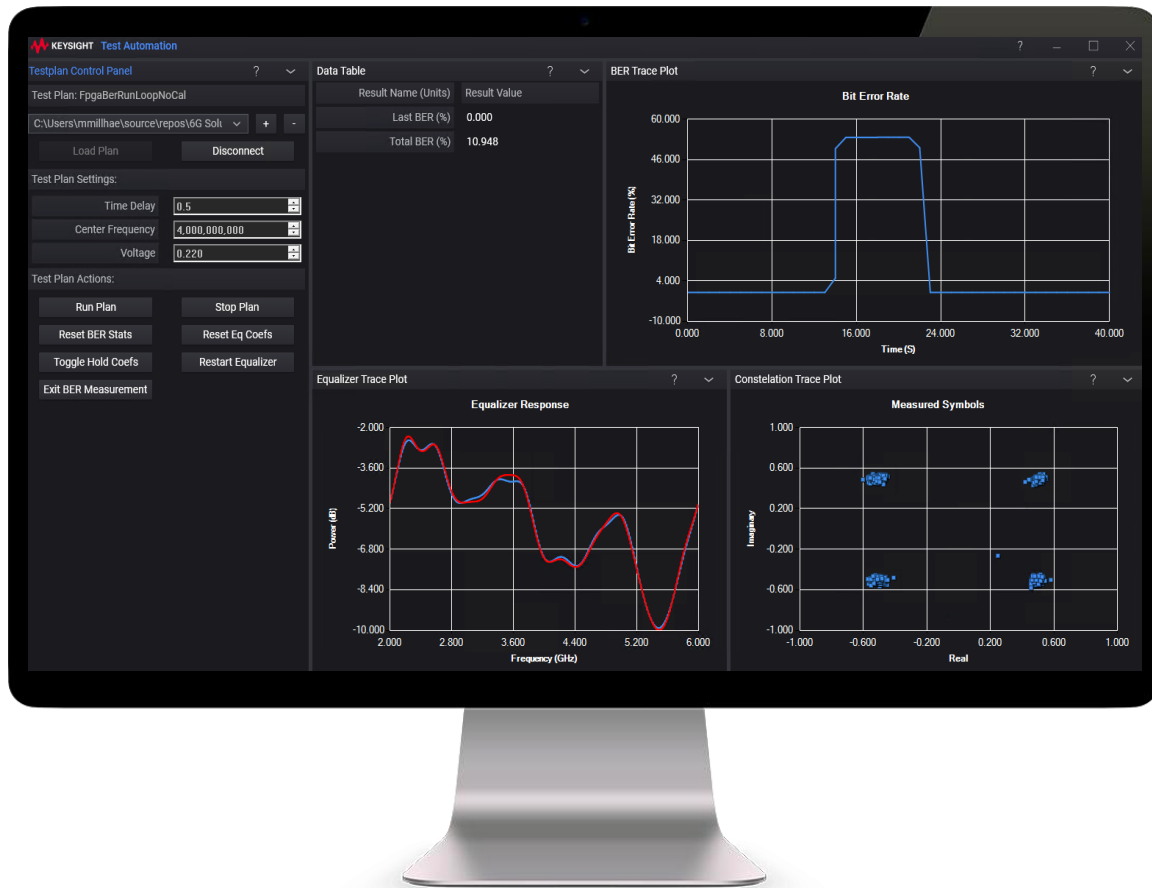 KEYSIGHT Test Automation ?
Testplan Control Panel ?
Test Plan: FpgaBerRunLoopNoCal
C:\Users\mmillhae\source\repos\6G Solu + -
Load Plan Disconnect
Test Plan Settings:
Time Delay 0.5
Center Frequency 4,000,000,000
Voltage 0.220
Test Plan Actions:
Run Plan Stop Plan
Reset BER Stats Reset Eq Coefs
Toggle Hold Coefs Restart Equalizer
Exit BER Measurement
Data Table ?
Result Name (Units) Result Value
Last BER (%) 0.000
Total BER (%) 10.948
BER Trace Plot ?
Bit Error Rate
Bit Error Rate (%)
60.000
46.000
32.000
18.000
4.000
-10.000
0.000 8.000 16.000 24.000 32.000 40.000
Time (S)
Equalizer Trace Plot ?
Equalizer Response
Power (dB)
-2.000
-3.600
-5.200
-6.800
-8.400
-10.000
2.000 2.800 3.600 4.400 5.200 6.000
Frequency (GHz)
Constelation Trace Plot ?
Measured Symbols
Imaginary
1.000
0.600
0.200
-0.200
-0.600
-1.000
-1.000 -0.600 -0.200 0.200 0.600 1.000
Real